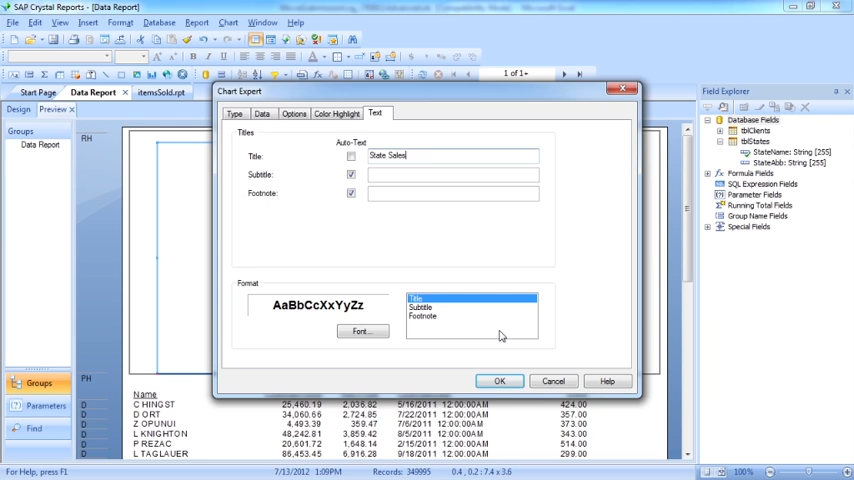 SAP Crystal Reports - [Data Report]
File Edit View Insert Format Database Report Chart Window Help
1 of 1+
Start Page Data Report × itemsSold.rpt
Design Preview ×
Groups
Data Report
RH
PH
D
D
D
D
D
D
Groups
Parameters
Find
Chart Expert
Type Data Options Color Highlight Text
Titles
Auto-Text
Title: State Sales
Subtitle:
Footnote:
Format
AaBbCcXxYyZz
Font...
Title
Subtitle
Footnote
OK Cancel Help
Name
C HINGST 25,460.19 2,036.82 5/16/2011 12:00:00AM 424.00
D ORT 34,060.66 2,724.85 7/22/2011 12:00:00AM 357.00
Z OPUNUI 4,493.39 359.47 6/27/2011 12:00:00AM 373.00
L KNIGHTON 48,242.81 3,859.42 8/5/2011 12:00:00AM 343.00
P REZAC 20,601.72 1,648.14 2/15/2011 12:00:00AM 514.00
L TAGLAUER 86,453.45 6,916.28 9/18/2011 12:00:00AM 299.00
Field Explorer
Database Fields
tblClients
tblStates
StateName: String [255]
StateAbb: String [255]
Formula Fields
SQL Expression Fields
Parameter Fields
Running Total Fields
Group Name Fields
Special Fields
For Help, press F1 7/13/2012 1:09PM Records: 349995 0.4 , 0.2 : 7.4 x 3.6 100%